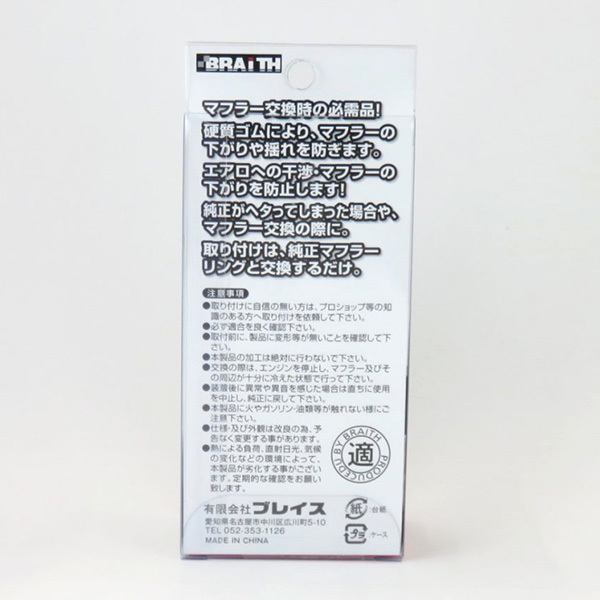 BRAiTH
マフラー交換時の必需品!
硬質ゴムにより、マフラーの
下がりや揺れを防ぎます。
エアロへの干渉・マフラーの
下がりを防止します!
純正がヘタってしまった場合や、
マフラー交換の際に。
取り付けは、純正マフラー
リングと交換するだけ。
注意事項
●取り付けに自信の無い方は、プロショップ等の知
識のある方へ取り付けを依頼して下さい。
●必ず適合を良く確認下さい。
●取付前に、製品に変形等が無いことを確認して下
さい。
●本製品の加工は絶対に行わないで下さい。
●交換の際は、エンジンを停止し、マフラー及びそ
の周辺が十分に冷えた状態で行って下さい。
●装着後に異常や異音を感じた場合は直ちに使用
を中止し、純正に戻して下さい。
●本製品に火やガソリン・油類等が触れない様にご
注意下さい。
●仕様・及び外観は改良の為、予
告なく変更する事があります。
●熱による負荷、直射日光、気候
の変化などの環境によって、
本製品が劣化する事がござい
ます。定期的な確認をお願い
致します。
PRODUCED BY BRAITH
適
有限会社ブレイス
愛知県名古屋市中川区広川町5-10
TEL 052-353-1126
MADE IN CHINA
紙 台紙
プラ ケース